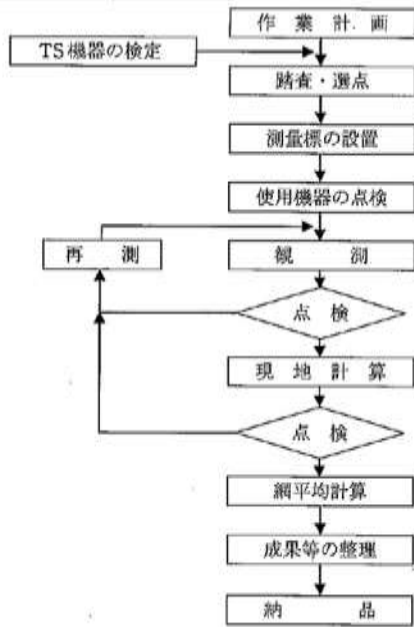 作業計画
TS機器の検定
踏査・選点
測量標の設置
使用機器の点検
再測
観測
点検
現地計算
点検
網平均計算
成果等の整理
納品